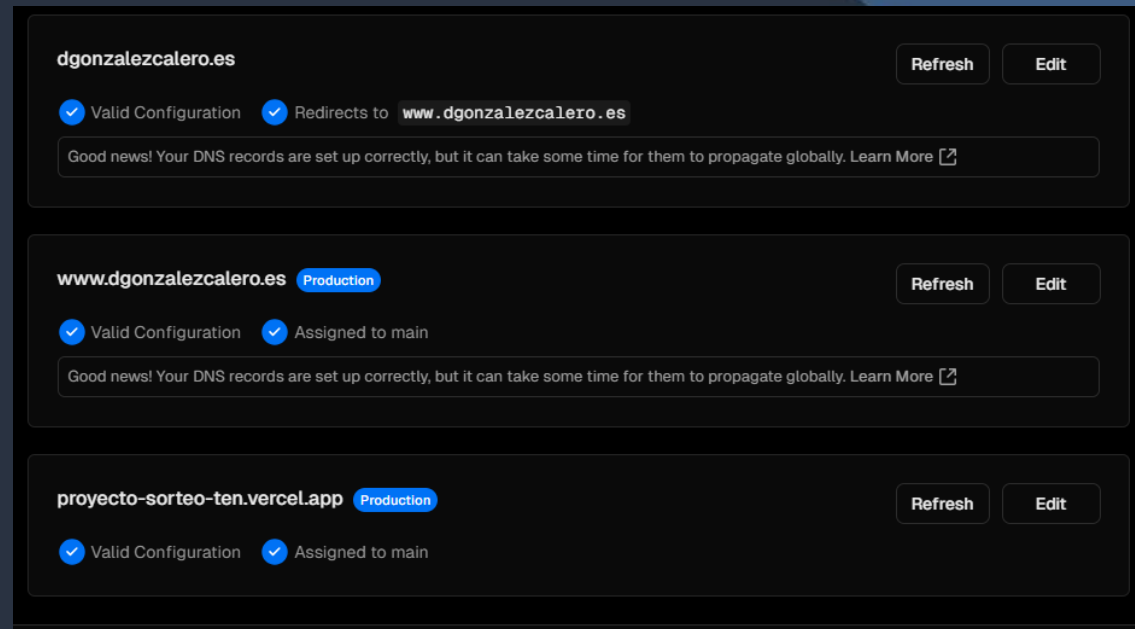 dgonzalezcalero.es
Refresh
Edit
Valid Configuration
Redirects to www.dgonzalezcalero.es
Good news! Your DNS records are set up correctly, but it can take some time for them to propagate globally. Learn More
www.dgonzalezcalero.es Production
Refresh
Edit
Valid Configuration
Assigned to main
Good news! Your DNS records are set up correctly, but it can take some time for them to propagate globally. Learn More
proyecto-sorteo-ten.vercel.app Production
Refresh
Edit
Valid Configuration
Assigned to main